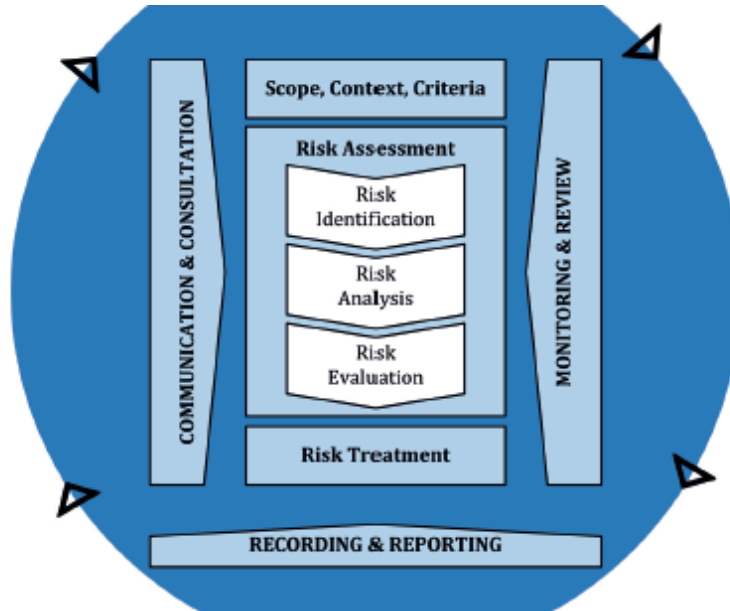 Scope, Context, Criteria
Risk Assessment
Risk
Identification
Risk
Analysis
Risk
Evaluation
Risk Treatment
COMMUNICATION & CONSULTATION
MONITORING & REVIEW
RECORDING & REPORTING